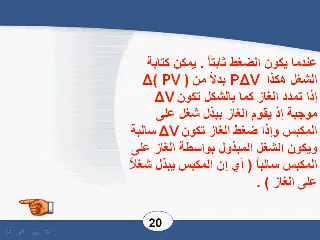 عندما يكون الضغط ثابتاً . يمكن كتابة
الشغل هكذا PΔV بدلاً من Δ( PV )
إذا تمدد الغاز كما بالشكل تكون ΔV
موجبة إذ يقوم الغاز ببذل شغل على
المكبس وإذا ضغط الغاز تكون ΔV سالبة
ويكون الشغل المبذول بواسطة الغاز على
المكبس سالباً ( أي إن المكبس يبذل شغلاً
على الغاز ) .
20